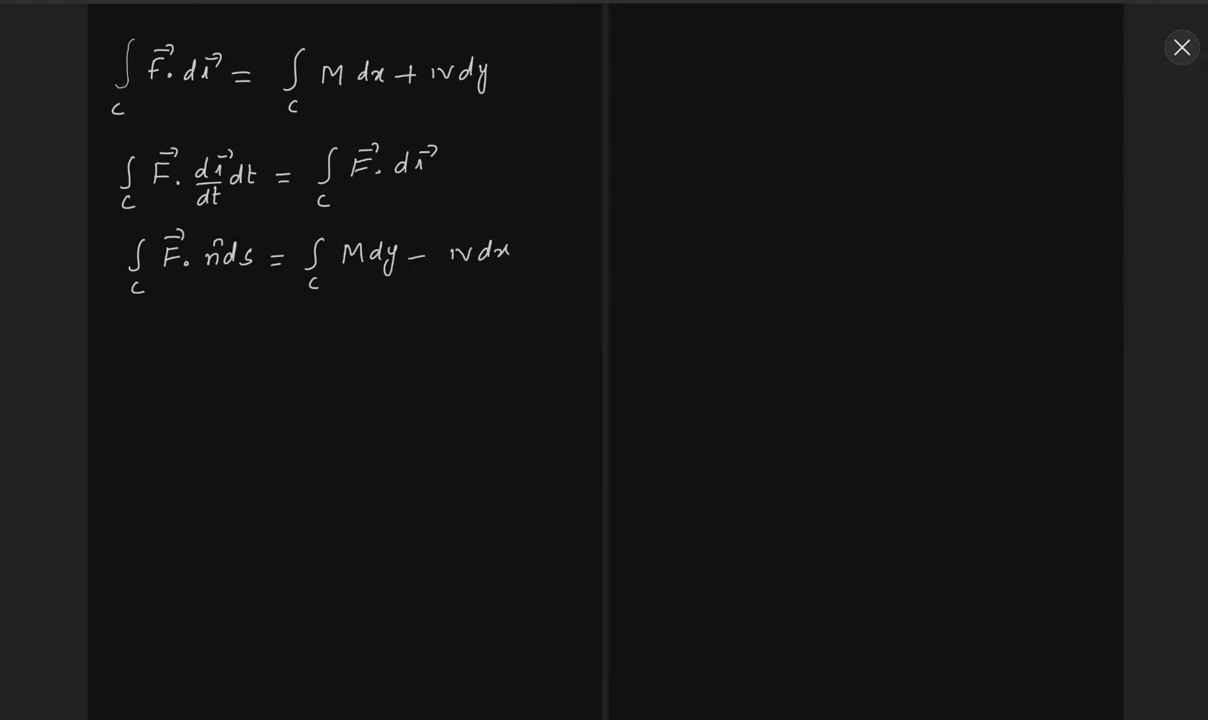 ∫_C F⃗. dr⃗ = ∫_C M dx + N dy
∫_C F⃗. dr⃗/dt dt = ∫_C F⃗. dr⃗
∫_C F⃗. n̂ ds = ∫_C M dy − N dx